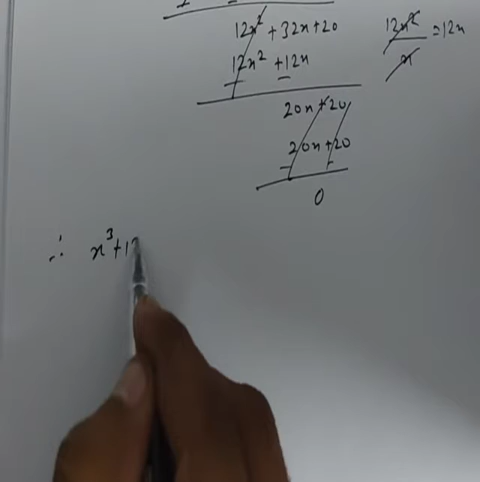 12x² + 32x + 20
12x² = 12x
x
12x² + 12x
− −
20x + 20
20x + 20
− −
0
∴ x³ + 1